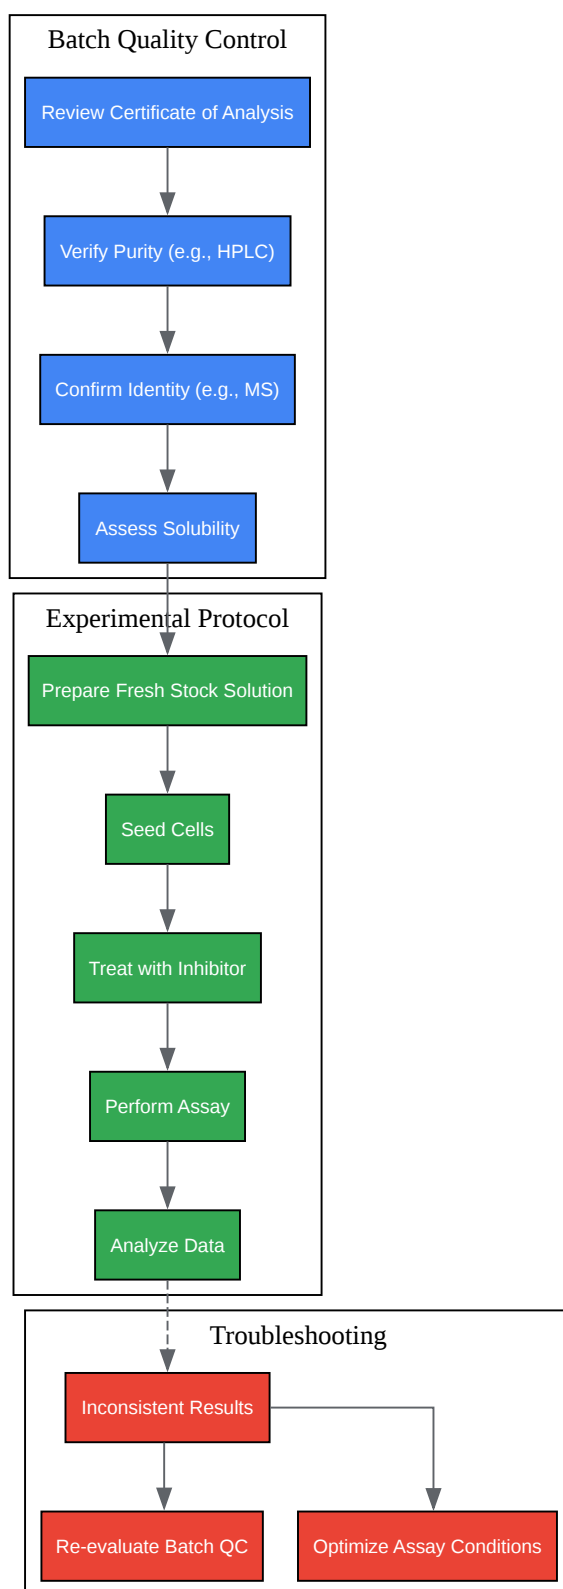 Batch Quality Control
Review Certificate of Analysis
Verify Purity (e.g., HPLC)
Confirm Identity (e.g., MS)
Assess Solubility
Experimental Protocol
Prepare Fresh Stock Solution
Seed Cells
Treat with Inhibitor
Perform Assay
Analyze Data
Troubleshooting
Inconsistent Results
Re-evaluate Batch QC
Optimize Assay Conditions